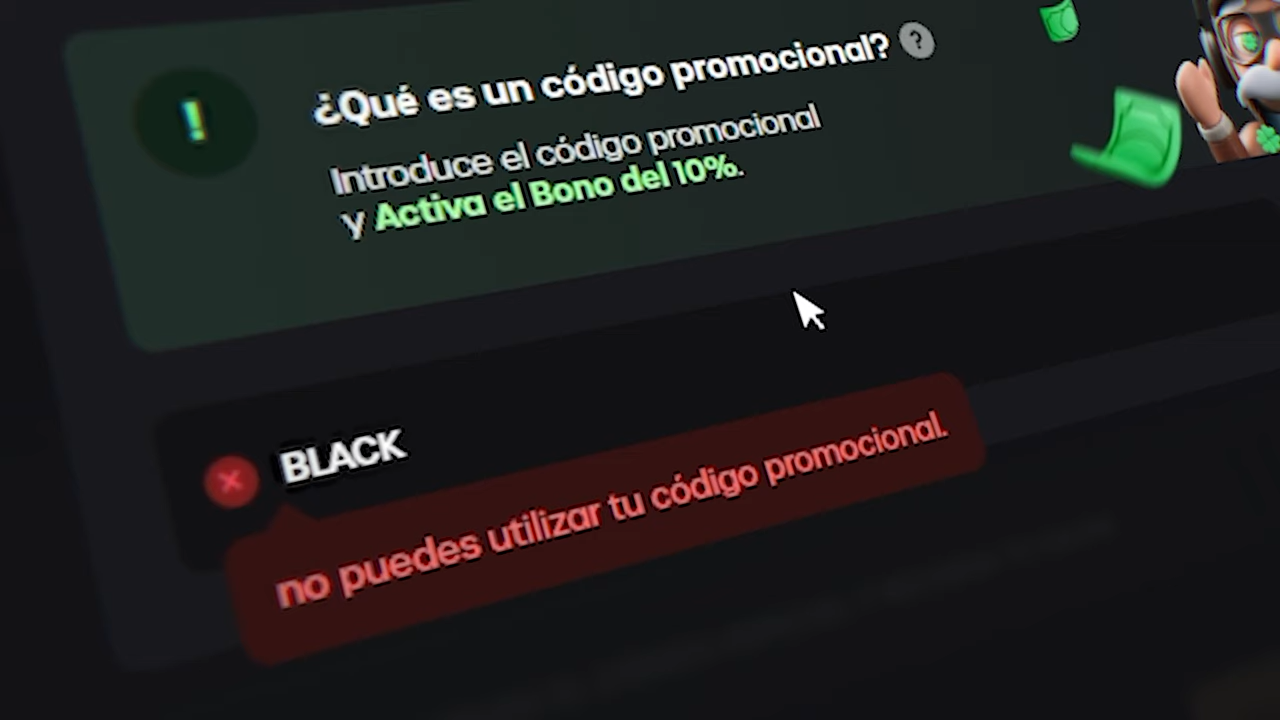 ¿Qué es un código promocional? ?
Introduce el código promocional
y Activa el Bono del 10%.
BLACK
no puedes utilizar tu código promocional.